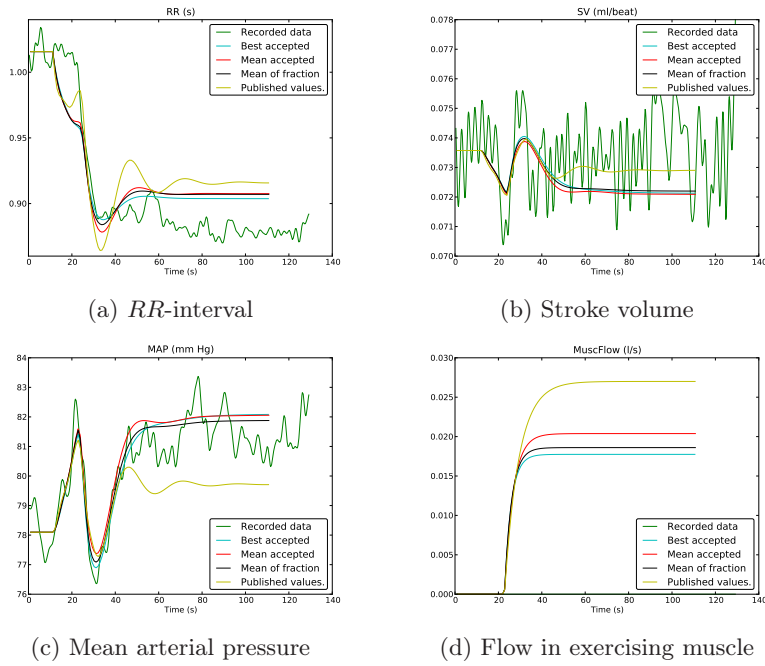 RR (s)
1.00
0.95
0.90
0 20 40 60 80 100 120 140
Time (s)
Recorded data
Best accepted
Mean accepted
Mean of fraction
Published values.
(a) RR-interval
SV (ml/beat)
0.078
0.077
0.076
0.075
0.074
0.073
0.072
0.071
0.070
0 20 40 60 80 100 120 140
Time (s)
Recorded data
Best accepted
Mean accepted
Mean of fraction
Published values.
(b) Stroke volume
MAP (mm Hg)
84
83
82
81
80
79
78
77
76
0 20 40 60 80 100 120 140
Time (s)
Recorded data
Best accepted
Mean accepted
Mean of fraction
Published values.
(c) Mean arterial pressure
MuscFlow (l/s)
0.030
0.025
0.020
0.015
0.010
0.005
0.000
0 20 40 60 80 100 120 140
Time (s)
Recorded data
Best accepted
Mean accepted
Mean of fraction
Published values.
(d) Flow in exercising muscle